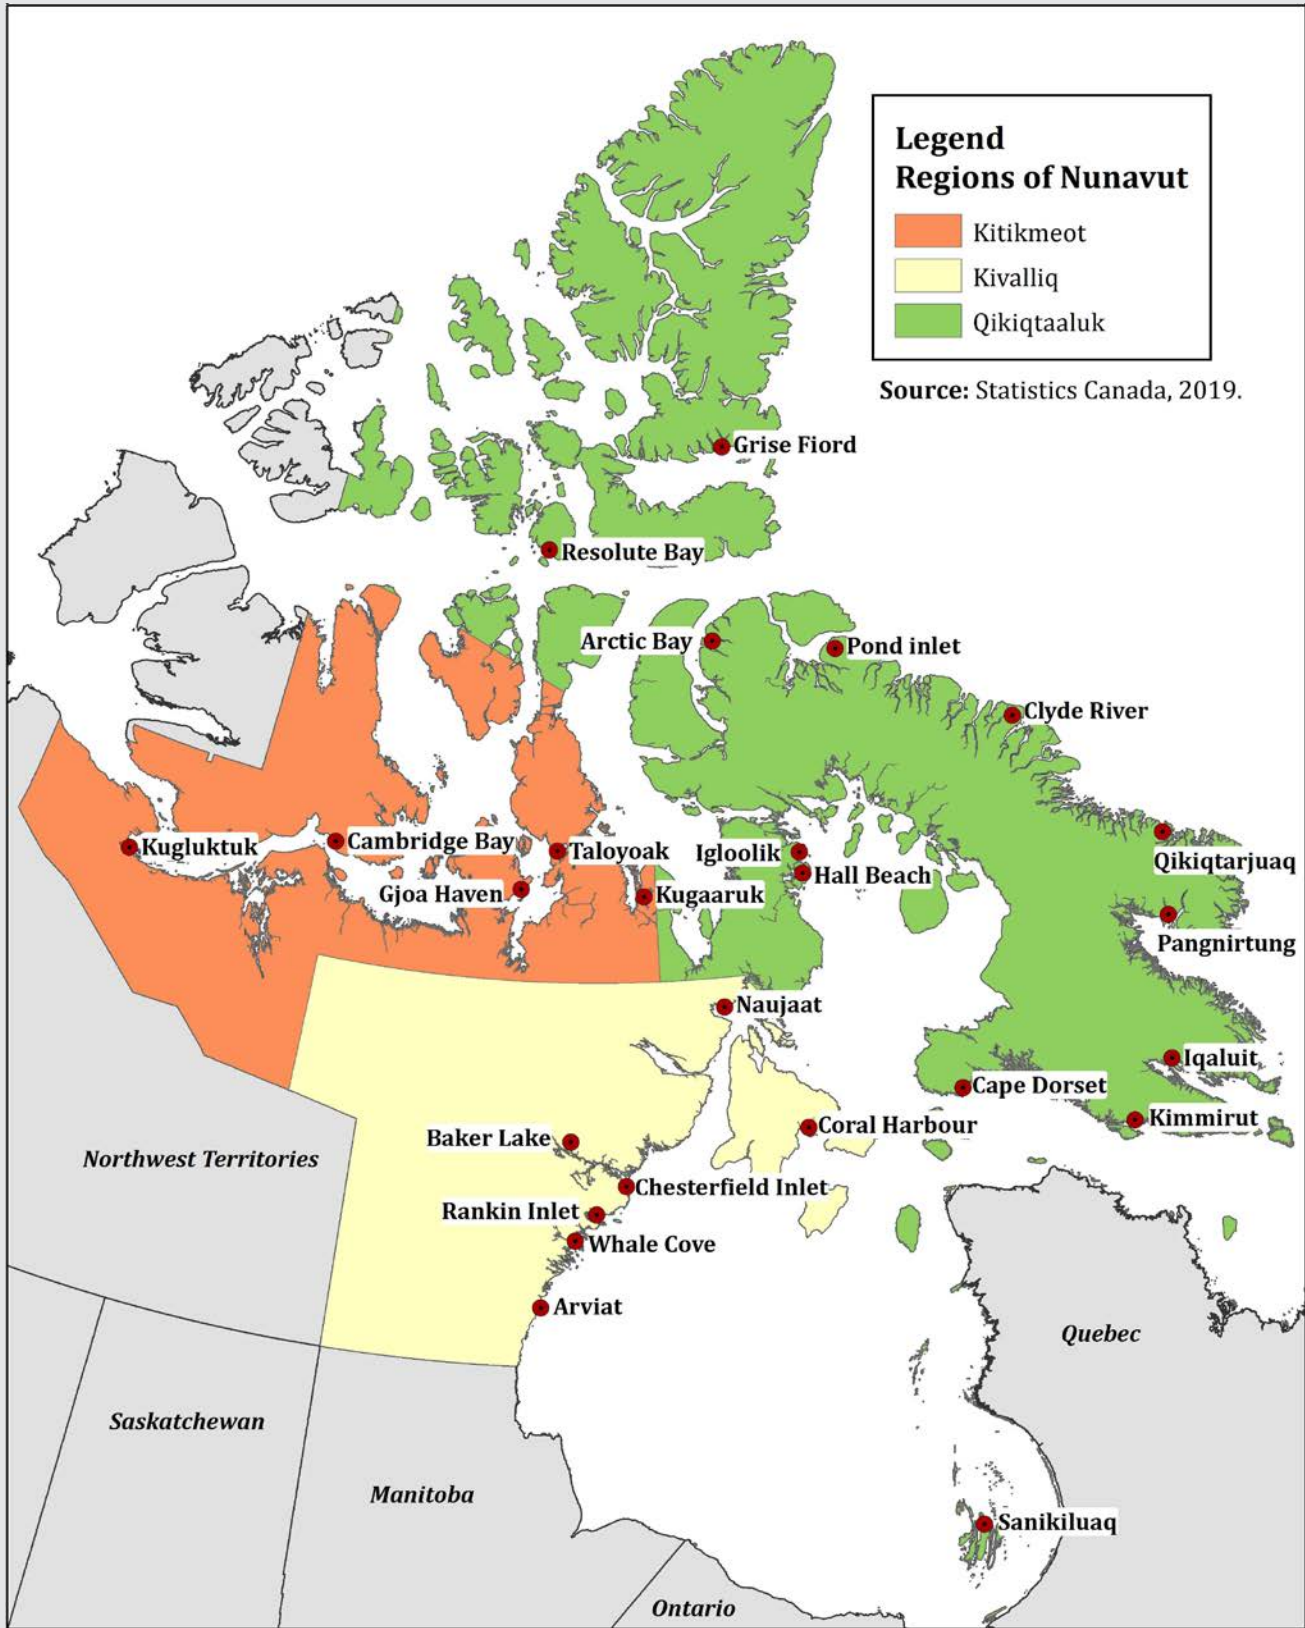 Legend
Regions of Nunavut
Kitikmeot
Kivalliq
Qikiqtaaluk
Source: Statistics Canada, 2019.
Grise Fiord
Resolute Bay
Arctic Bay
Pond inlet
Clyde River
Kugluktuk
Cambridge Bay
Taloyoak
Igloolik
Qikiqtarjuaq
Hall Beach
Gjoa Haven
Kugaaruk
Pangnirtung
Naujaat
Iqaluit
Cape Dorset
Kimmirut
Coral Harbour
Baker Lake
Northwest Territories
Chesterfield Inlet
Rankin Inlet
Whale Cove
Arviat
Quebec
Saskatchewan
Manitoba
Sanikiluaq
Ontario